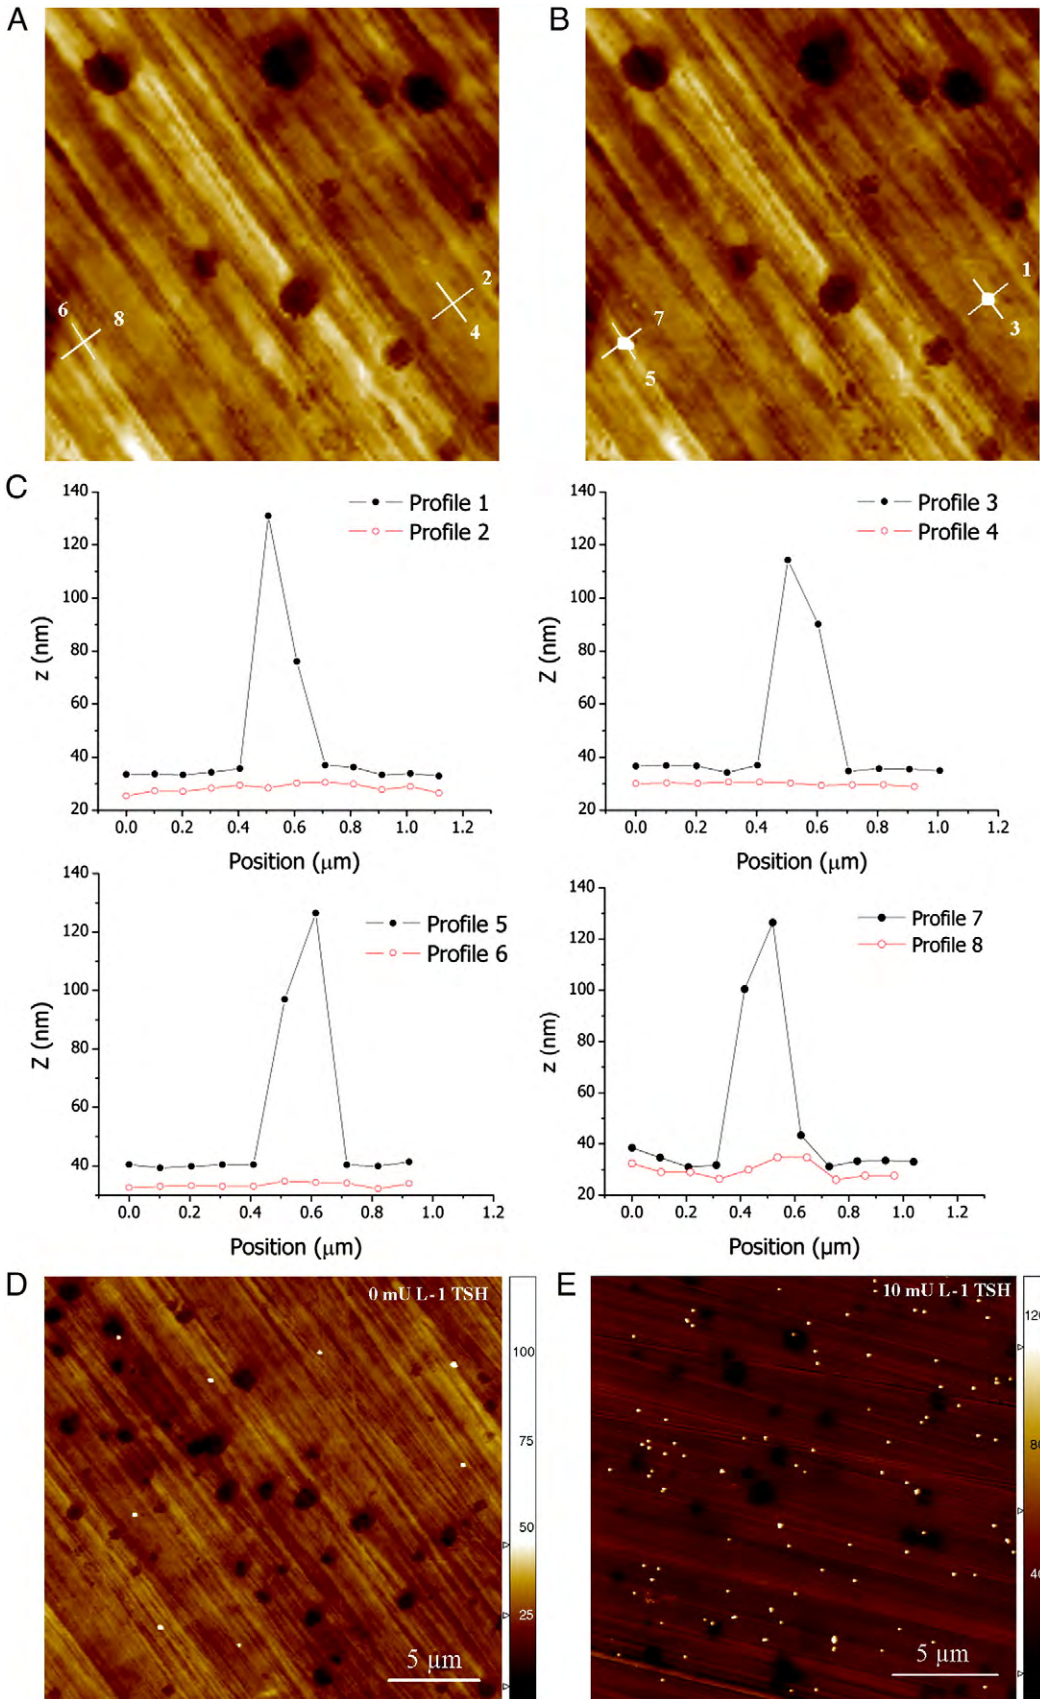 A
B
2
4
6
8
1
3
7
5
C
140
120
100
80
60
40
20
z (nm)
Profile 1
Profile 2
0.0
0.2
0.4
0.6
0.8
1.0
1.2
Position (μm)
140
120
100
80
60
40
20
Z (nm)
Profile 3
Profile 4
0.0
0.2
0.4
0.6
0.8
1.0
1.2
Position (μm)
140
120
100
80
60
40
Z (nm)
Profile 5
Profile 6
0.0
0.2
0.4
0.6
0.8
1.0
1.2
Position (μm)
140
120
100
80
60
40
20
z (nm)
Profile 7
Profile 8
0.0
0.2
0.4
0.6
0.8
1.0
1.2
Position (µm)
D
0 mU L-1 TSH
100
75
50
25
5 μm
E
10 mU L-1 TSH
120
80
40
5 μm